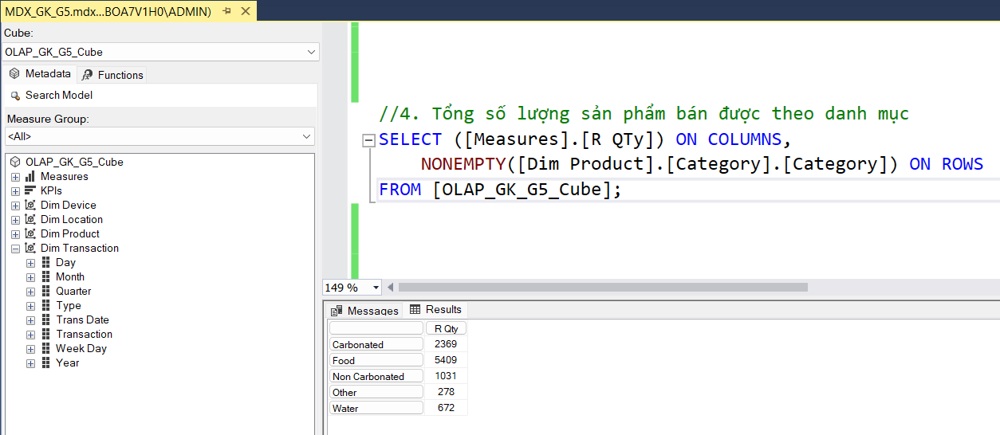 MDX_GK_G5.mdx...BOA7V1H0\ADMIN)
Cube:
OLAP_GK_G5_Cube
Metadata
Functions
Search Model
Measure Group:
<All>
OLAP_GK_G5_Cube
Measures
KPIs
Dim Device
Dim Location
Dim Product
Dim Transaction
Day
Month
Quarter
Type
Trans Date
Transaction
Week Day
Year
//4. Tổng số lượng sản phẩm bán được theo danh mục
SELECT ([Measures].[R QTy]) ON COLUMNS,
NONEMPTY([Dim Product].[Category].[Category]) ON ROWS
FROM [OLAP_GK_G5_Cube];
149 %
Messages
Results
R Qty
Carbonated 2369
Food 5409
Non Carbonated 1031
Other 278
Water 672